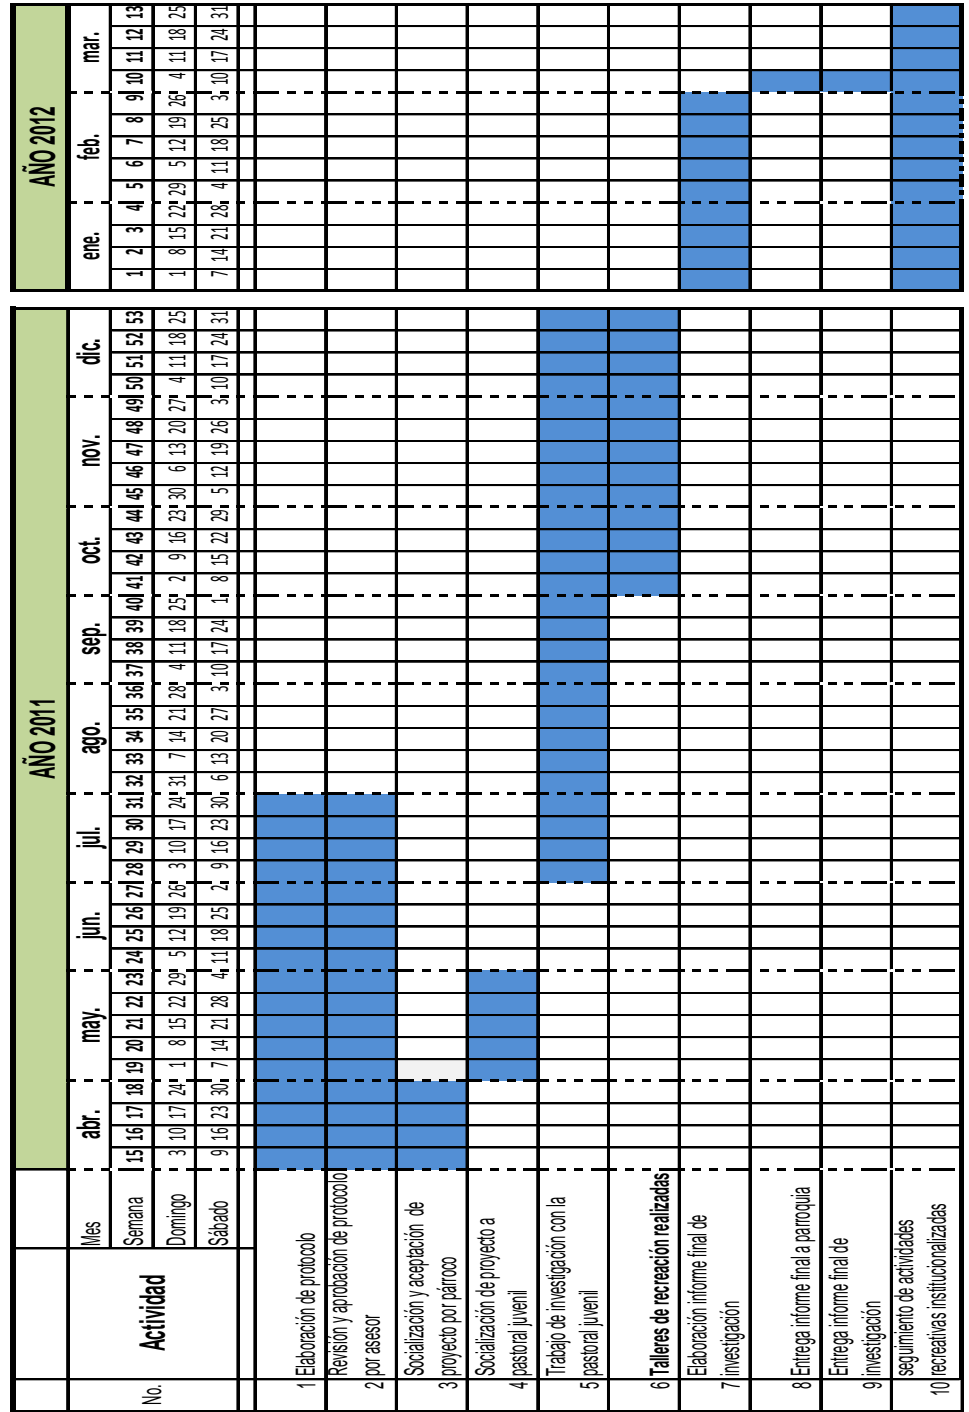 AÑO 2011 AÑO 2012
Mes abr. may. jun. jul. ago. sep. oct. nov. dic. ene. feb. mar.
Semana 15 16 17 18 19 20 21 22 23 24 25 26 27 28 29 30 31 32 33 34 35 36 37 38 39 40 41 42 43 44 45 46 47 48 49 50 51 52 53 1 2 3 4 5 6 7 8 9 10 11 12 13
Domingo 3 10 17 24 1 8 15 22 29 5 12 19 26 3 10 17 24 31 7 14 21 28 4 11 18 25 2 9 16 23 30 6 13 20 27 4 11 18 25 1 8 15 22 29 5 12 19 26 4 11 18 25
Sábado 9 16 23 30 7 14 21 28 4 11 18 25 2 9 16 23 30 6 13 20 27 3 10 17 24 1 8 15 22 29 5 12 19 26 3 10 17 24 31 7 14 21 28 4 11 18 25 3 10 17 24 31
No. Actividad
1 Elaboración de protocolo
Revisión y aprobación de protocolo
2 por asesor
Socialización y aceptación de
3 proyecto por párroco
Socialización de proyecto a
4 pastoral juvenil
Trabajo de investigación con la
5 pastoral juvenil
6 Talleres de recreación realizadas
Elaboración informe final de
7 investigación
8 Entrega informe final a parroquia
Entrega informe final de
9 investigación
seguimiento de actividades
10 recreativas institucionalizadas